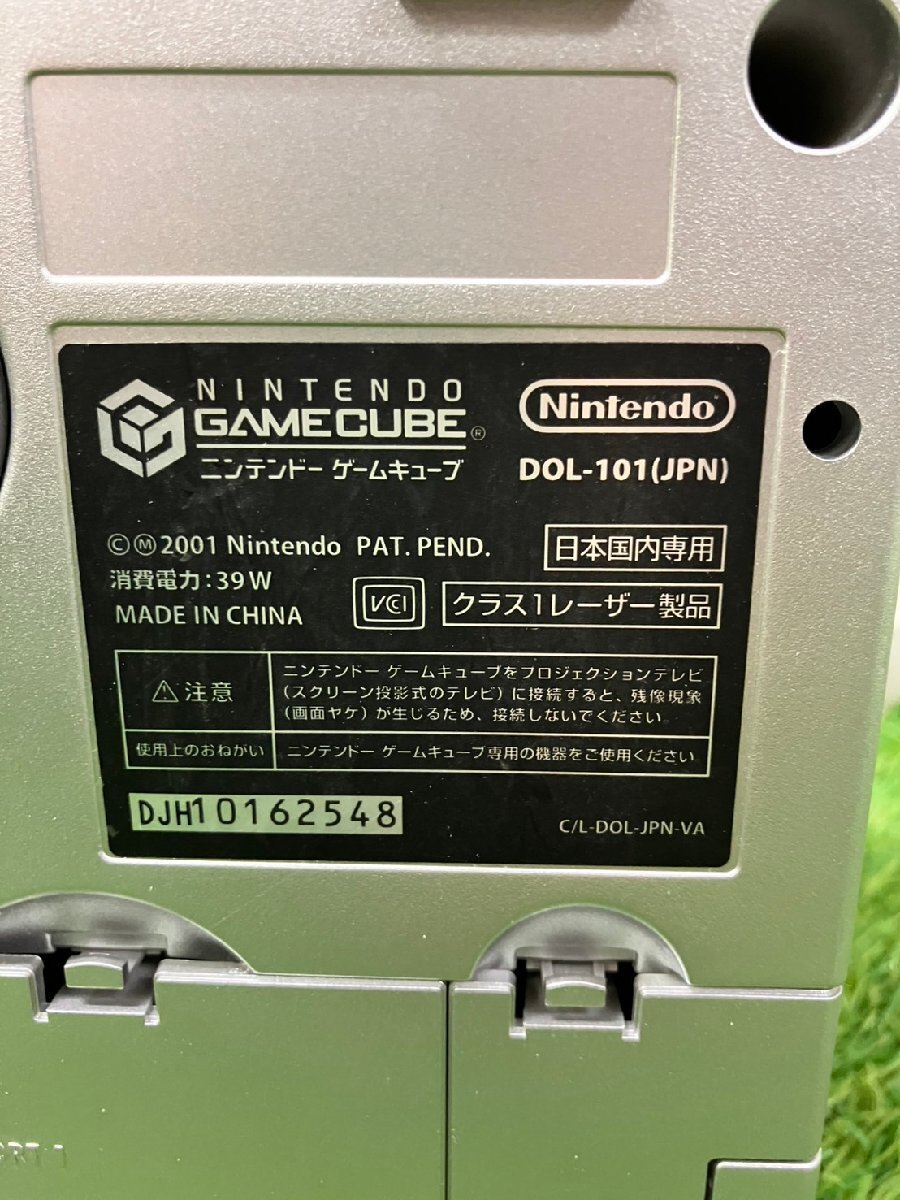 NINTENDO
GAMECUBE®
ニンテンドー ゲームキューブ
Nintendo®
DOL-101(JPN)
©Ⓜ2001 Nintendo PAT. PEND.
日本国内専用
消費電力：39W
MADE IN CHINA
VCI
クラス1レーザー製品
⚠注意
ニンテンドー ゲームキューブをプロジェクションテレビ
(スクリーン投影式のテレビ)に接続すると、残像現象
(画面ヤケ)が生じるため、接続しないでください
使用上のおねがい
ニンテンドー ゲームキューブ専用の機器をご使用ください
DJH10162548
C/L-DOL-JPN-VA